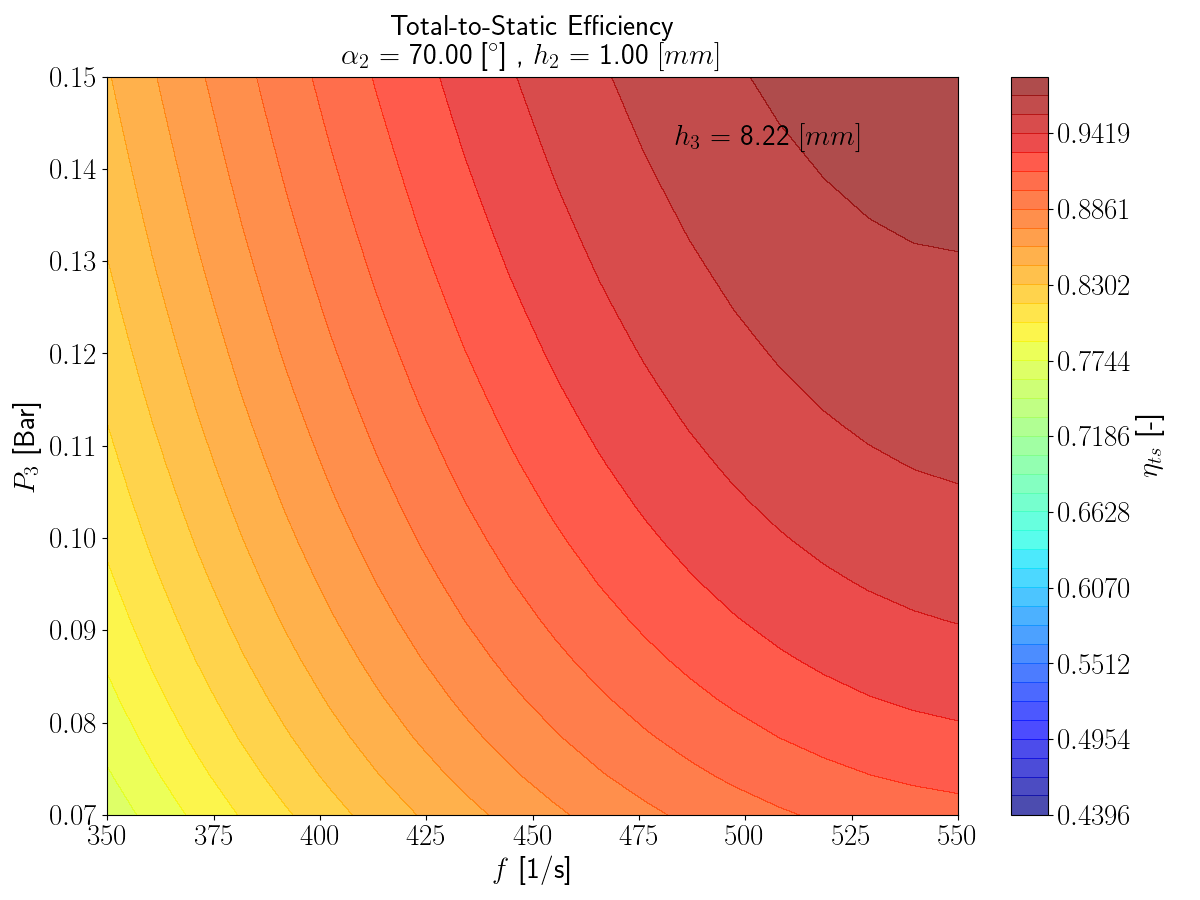 Total-to-Static Efficiency
α₂ = 70.00 [°] , h₂ = 1.00 [mm]
h₃ = 8.22 [mm]
P₃ [Bar]
0.15
0.14
0.13
0.12
0.11
0.10
0.09
0.08
0.07
350 375 400 425 450 475 500 525 550
f [1/s]
0.9419
0.8861
0.8302
0.7744
0.7186
0.6628
0.6070
0.5512
0.4954
0.4396
ηₜₛ [-]